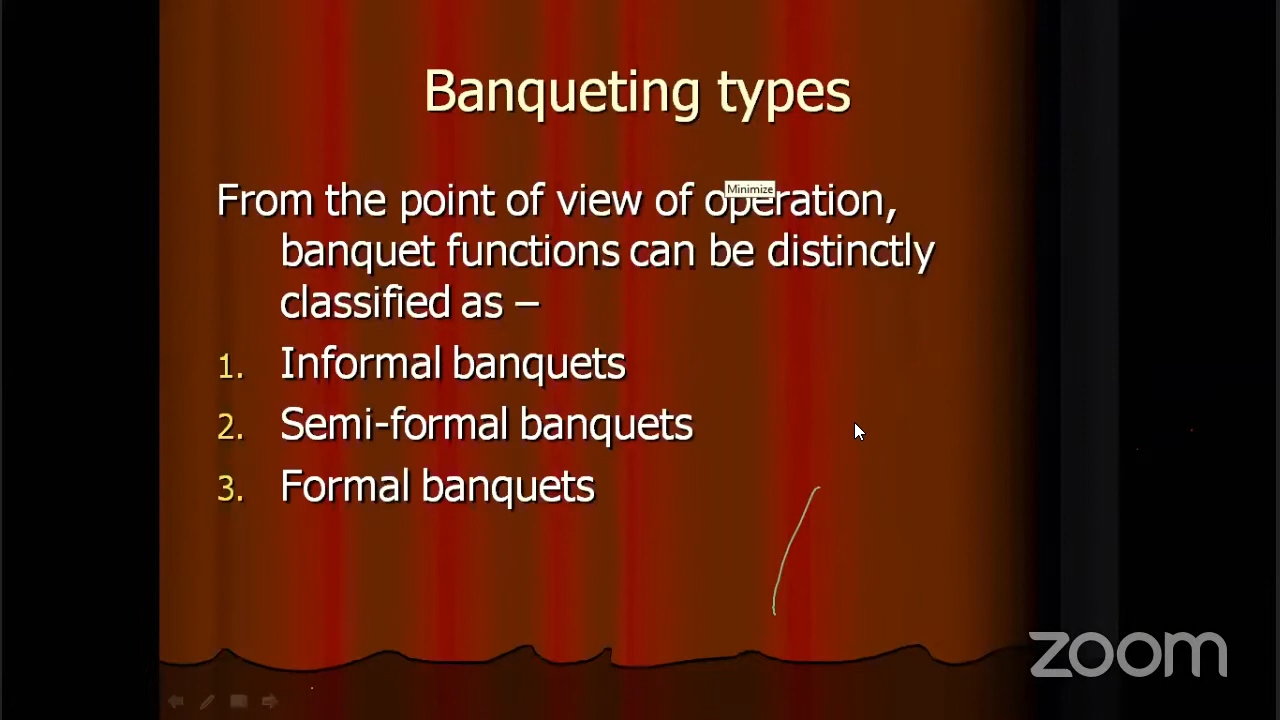 Banqueting types
Minimize
From the point of view of operation,
banquet functions can be distinctly
classified as –
1. Informal banquets
2. Semi-formal banquets
3. Formal banquets
zoom